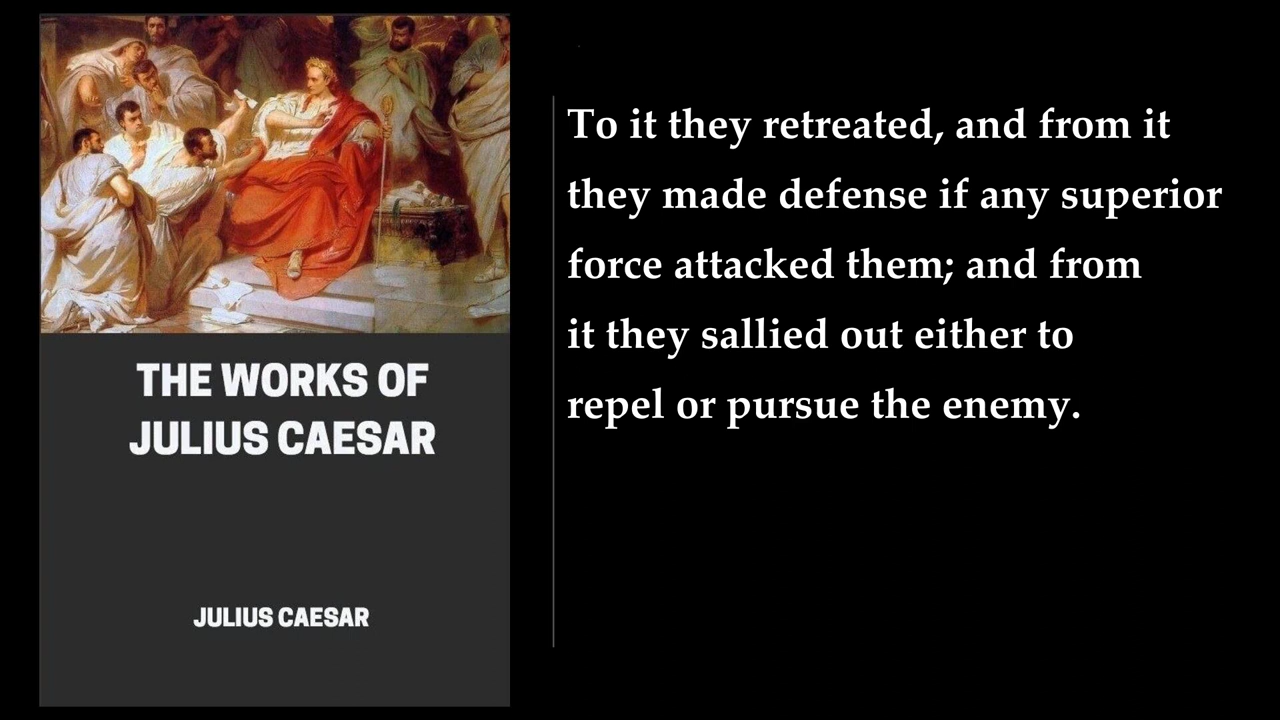 THE WORKS OF
JULIUS CAESAR
JULIUS CAESAR
To it they retreated, and from it
they made defense if any superior
force attacked them; and from
it they sallied out either to
repel or pursue the enemy.